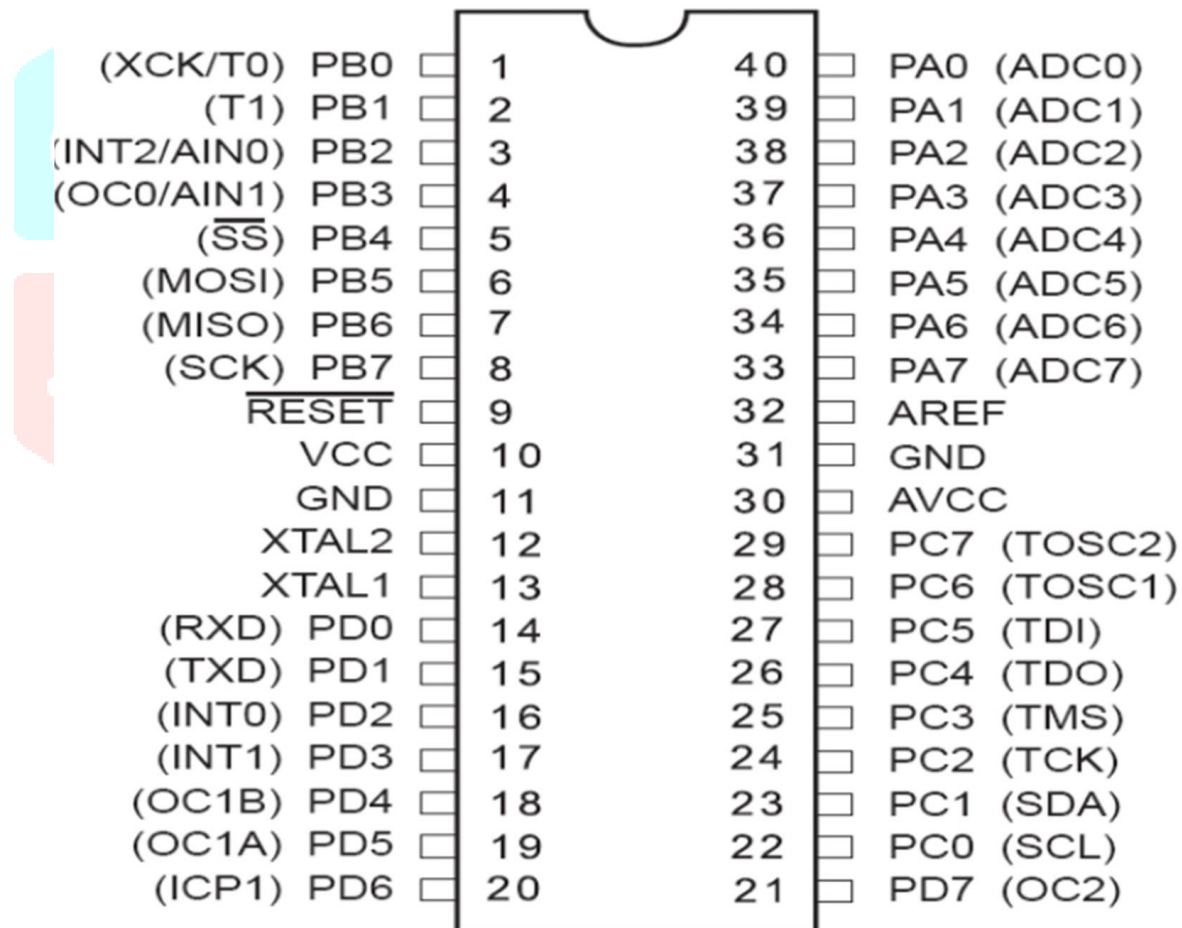 (XCK/T0) PB0 1 40 PA0 (ADC0)
(T1) PB1 2 39 PA1 (ADC1)
(INT2/AIN0) PB2 3 38 PA2 (ADC2)
(OC0/AIN1) PB3 4 37 PA3 (ADC3)
(S̅S̅) PB4 5 36 PA4 (ADC4)
(MOSI) PB5 6 35 PA5 (ADC5)
(MISO) PB6 7 34 PA6 (ADC6)
(SCK) PB7 8 33 PA7 (ADC7)
R̅E̅S̅E̅T̅ 9 32 AREF
VCC 10 31 GND
GND 11 30 AVCC
XTAL2 12 29 PC7 (TOSC2)
XTAL1 13 28 PC6 (TOSC1)
(RXD) PD0 14 27 PC5 (TDI)
(TXD) PD1 15 26 PC4 (TDO)
(INT0) PD2 16 25 PC3 (TMS)
(INT1) PD3 17 24 PC2 (TCK)
(OC1B) PD4 18 23 PC1 (SDA)
(OC1A) PD5 19 22 PC0 (SCL)
(ICP1) PD6 20 21 PD7 (OC2)